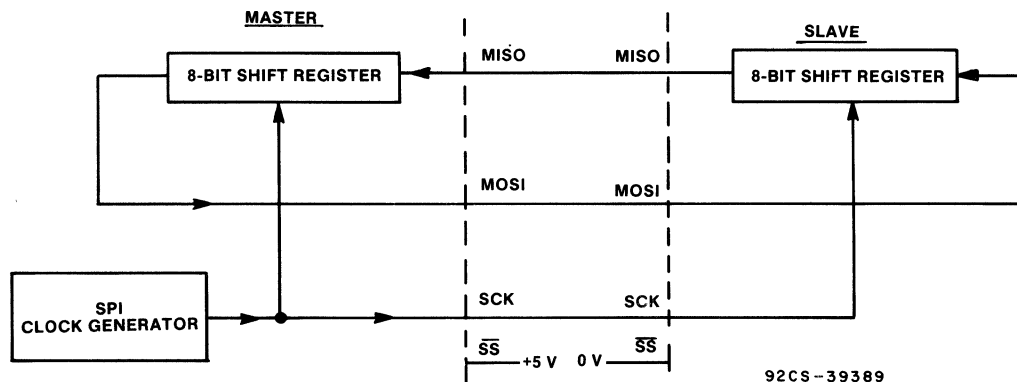 MASTER
SLAVE
8-BIT SHIFT REGISTER
MISO
MISO
8-BIT SHIFT REGISTER
MOSI
MOSI
SPI
CLOCK GENERATOR
SCK
SCK
SS
+5 V
0 V
SS
92CS-39389